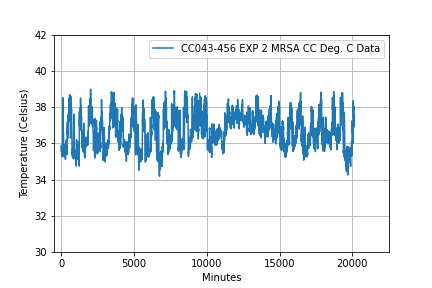 CC043-456 EXP 2 MRSA CC Deg. C Data
42
40
38
36
34
32
30
Temperature (Celsius)
0 5000 10000 15000 20000
Minutes